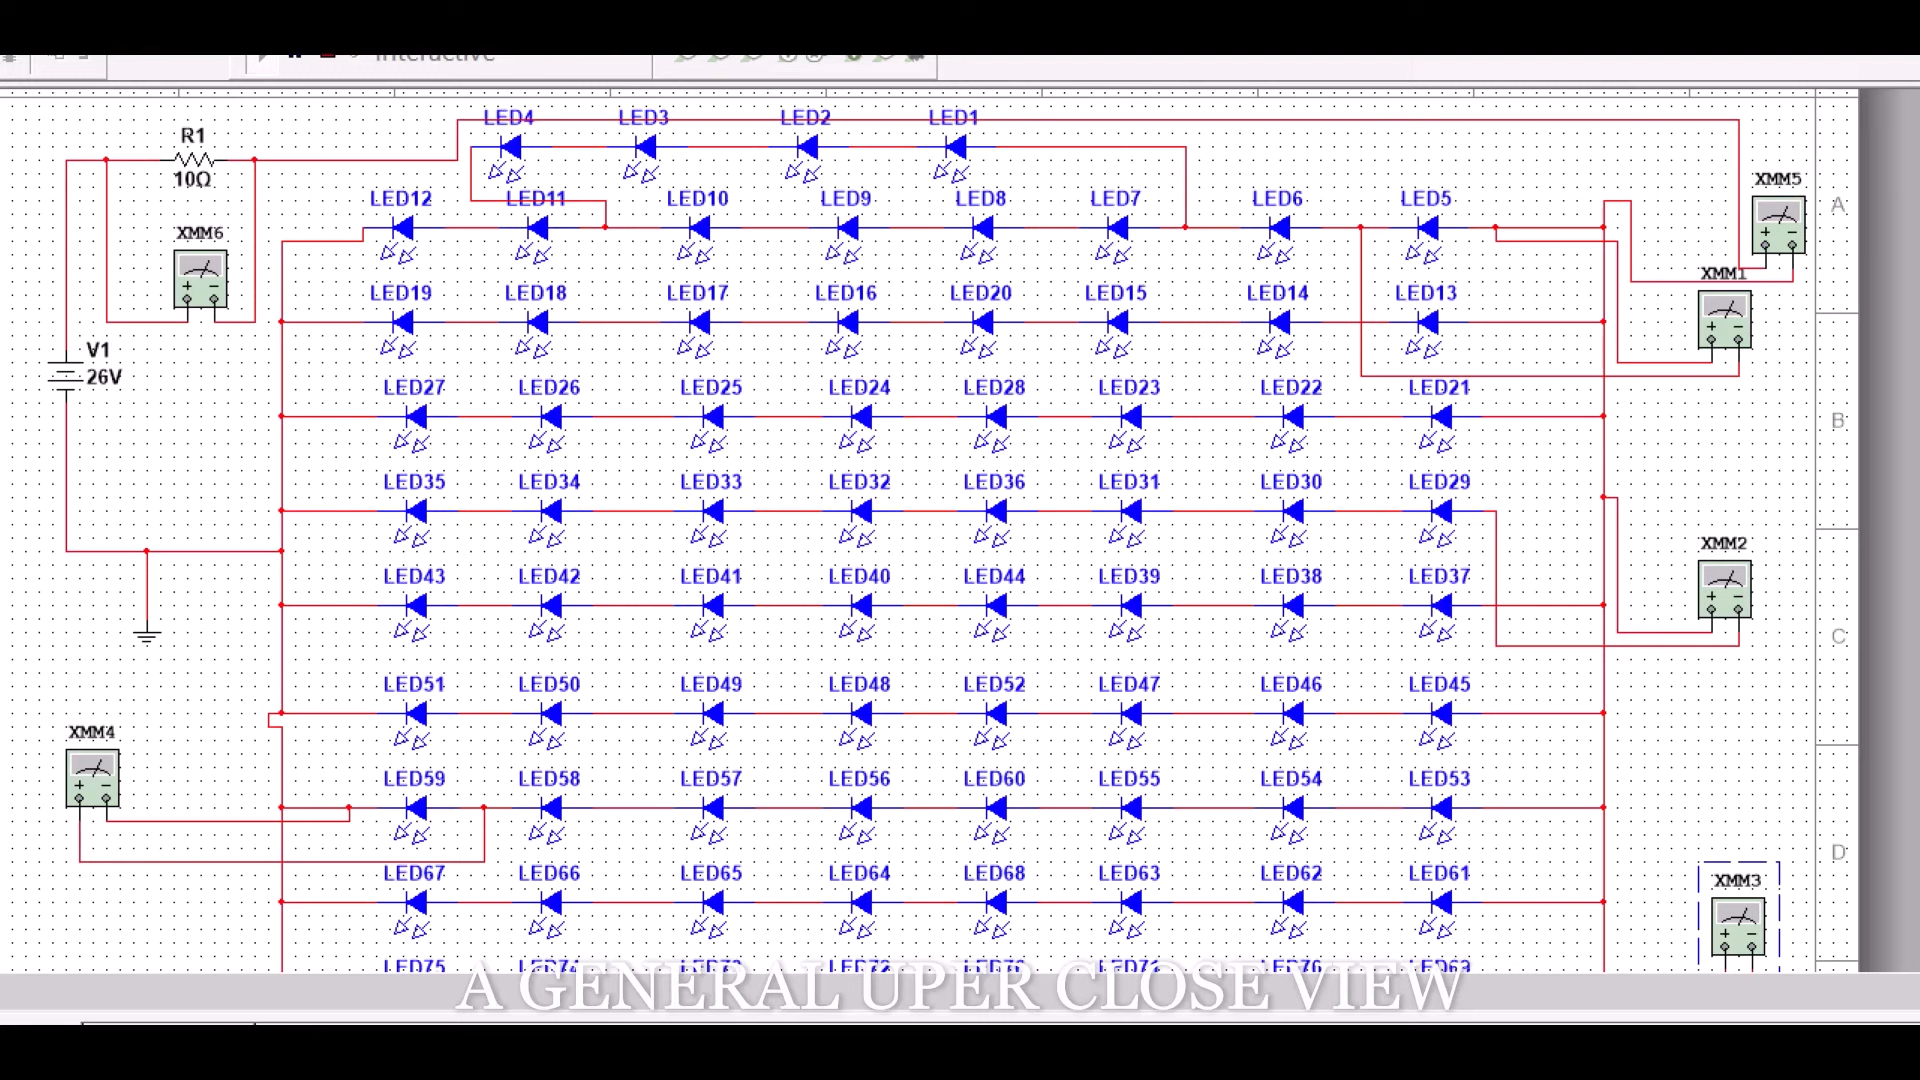 Interactive
LED4 LED3 LED2 LED1
R1
10Ω
XMM5
A
LED12 LED11 LED10 LED9 LED8 LED7 LED6 LED5
XMM6
XMM1
LED19 LED18 LED17 LED16 LED20 LED15 LED14 LED13
V1
26V
LED27 LED26 LED25 LED24 LED28 LED23 LED22 LED21
B
LED35 LED34 LED33 LED32 LED36 LED31 LED30 LED29
XMM2
LED43 LED42 LED41 LED40 LED44 LED39 LED38 LED37
C
LED51 LED50 LED49 LED48 LED52 LED47 LED46 LED45
XMM4
LED59 LED58 LED57 LED56 LED60 LED55 LED54 LED53
D
LED67 LED66 LED65 LED64 LED68 LED63 LED62 LED61
XMM3
LED75
A GENERAL UPER CLOSE VIEW